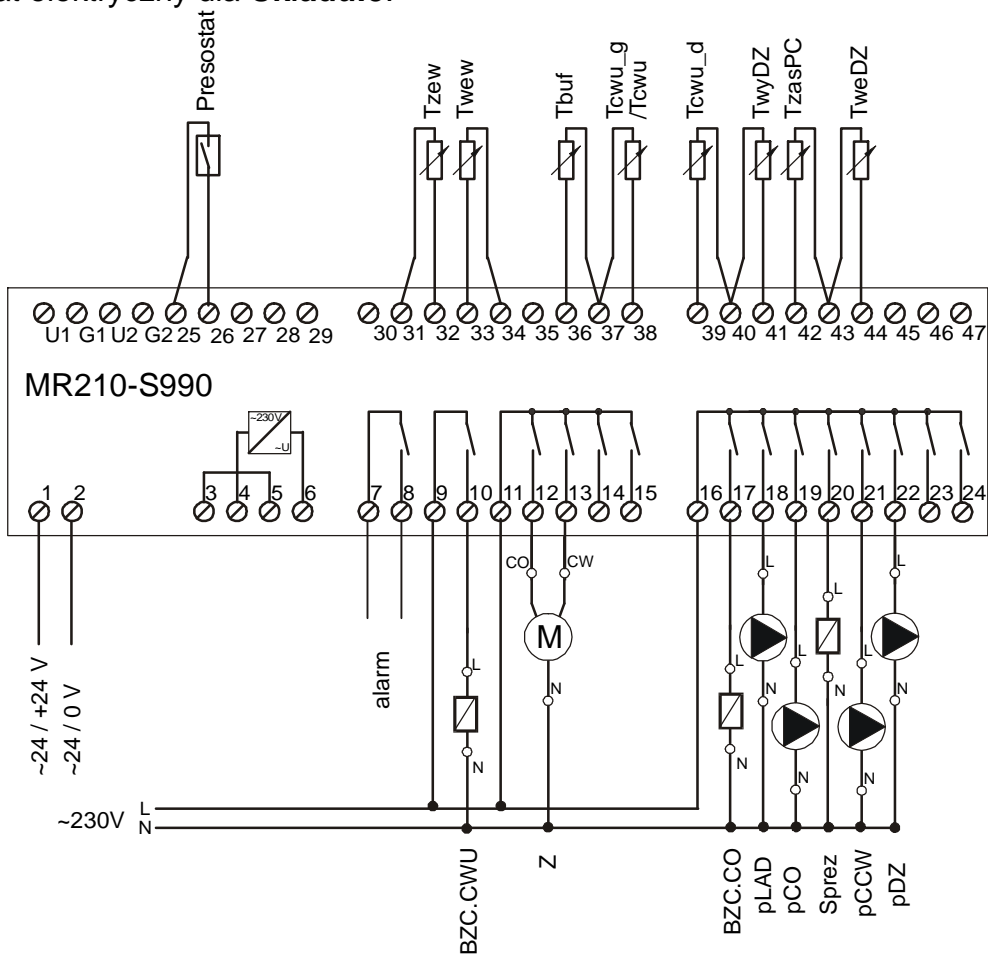 Presostat
Tzew
Twew
Tbuf
Tcwu_g
/Tcwu
Tcwu_d
TwyDZ
TzasPC
TweDZ
U1 G1 U2 G2 25 26 27 28 29 30 31 32 33 34 35 36 37 38 39 40 41 42 43 44 45 46 47
MR210-S990
~230V
~U
1 2 3 4 5 6 7 8 9 10 11 12 13 14 15 16 17 18 19 20 21 22 23 24
CO CW L L L
M
L L L L
N N N N
N N N N
alarm
~24 / +24 V
~24 / 0 V
~230V L
N
BZC.CWU
Z
BZC.CO
pLAD
pCO
Sprez
pCCW
pDZ